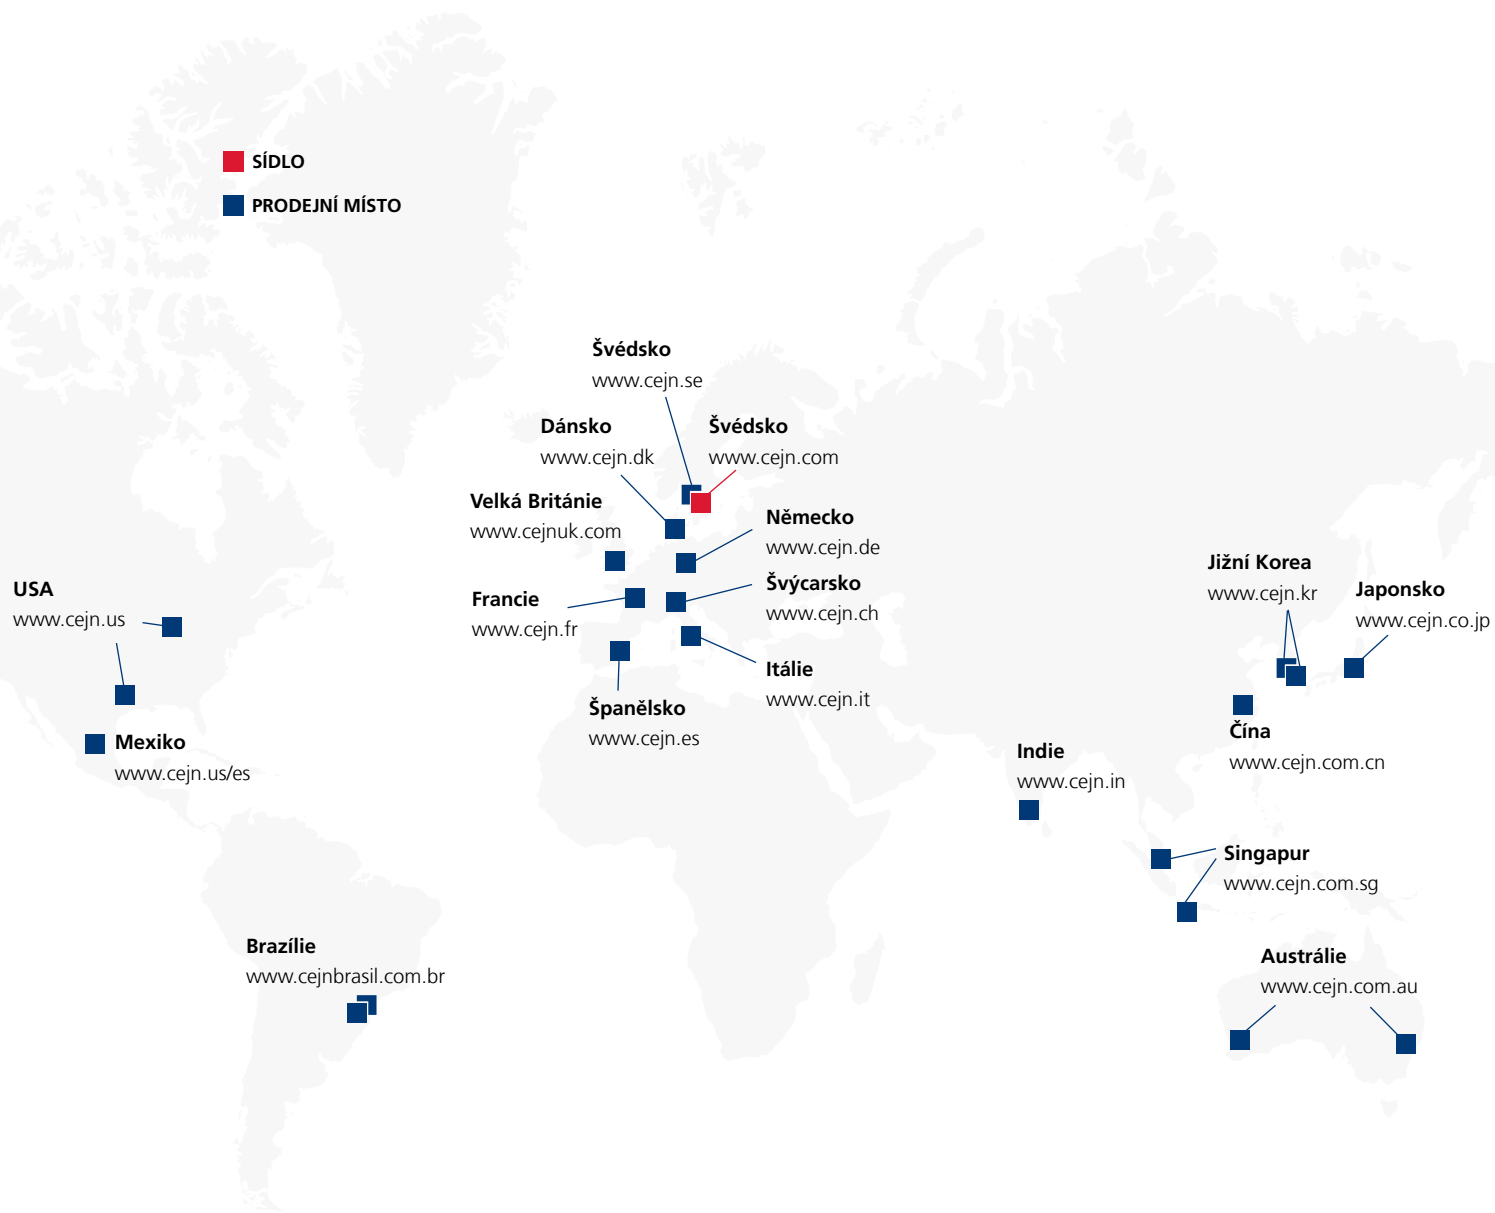 SÍDLO
PRODEJNÍ MÍSTO
Švédsko
www.cejn.se
Dánsko
www.cejn.dk
Švédsko
www.cejn.com
Velká Británie
www.cejnuk.com
Německo
www.cejn.de
Francie
www.cejn.fr
Švýcarsko
www.cejn.ch
Itálie
www.cejn.it
Španělsko
www.cejn.es
USA
www.cejn.us
Mexiko
www.cejn.us/es
Brazílie
www.cejnbrasil.com.br
Jižní Korea
www.cejn.kr
Japonsko
www.cejn.co.jp
Čína
www.cejn.com.cn
Indie
www.cejn.in
Singapur
www.cejn.com.sg
Austrálie
www.cejn.com.au